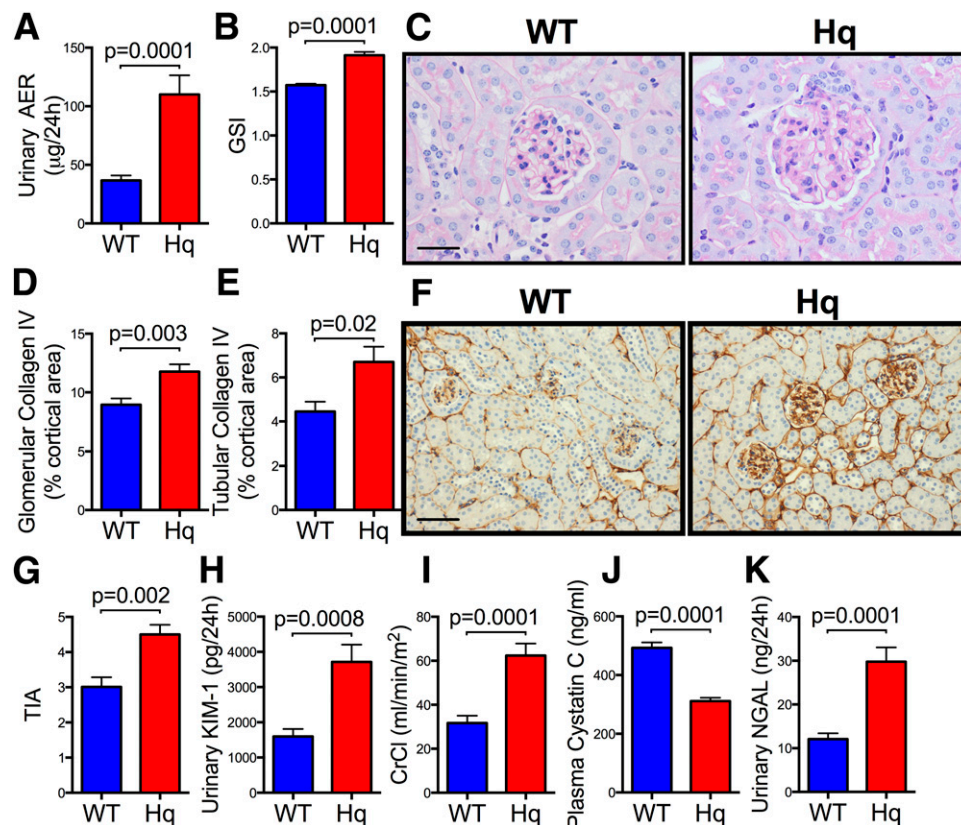 A
Urinary AER
(µg/24h)
p=0.0001
150
100
50
0
WT
Hq
B
GSI
p=0.0001
2.0
1.5
1.0
0.5
0.0
WT
Hq
C
WT
Hq
D
Glomerular Collagen IV
(% cortical area)
p=0.003
15
10
5
0
WT
Hq
E
Tubular Collagen IV
(% cortical area)
p=0.02
8
6
4
2
0
WT
Hq
F
WT
Hq
G
TIA
p=0.002
5
4
3
2
1
0
WT
Hq
H
Urinary KIM-1 (pg/24h)
p=0.0008
5000
4000
3000
2000
1000
0
WT
Hq
I
CrCl (ml/min/m²)
p=0.0001
80
60
40
20
0
WT
Hq
J
Plasma Cystatin C (ng/ml)
p=0.0001
600
400
200
0
WT
Hq
K
Urinary NGAL (ng/24h)
p=0.0001
40
30
20
10
0
WT
Hq